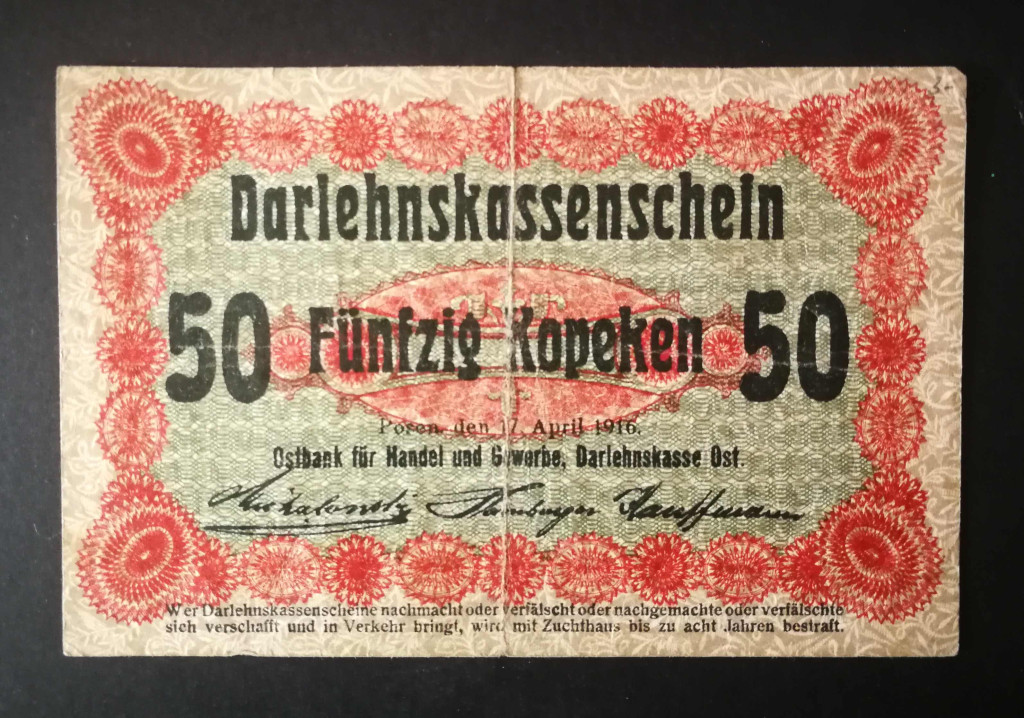 Darlehnskassenschein
50 Fünfzig Kopeken 50
Posen, den 17. April 1916.
Ostbank für Handel und Gewerbe, Darlehnskasse Ost.
Hamburger Kauffmann
Wer Darlehnskassenscheine nachmacht oder verfälscht oder nachgemachte oder verfälschte
sich verschafft und in Verkehr bringt, wird mit Zuchthaus bis zu acht Jahren bestraft.